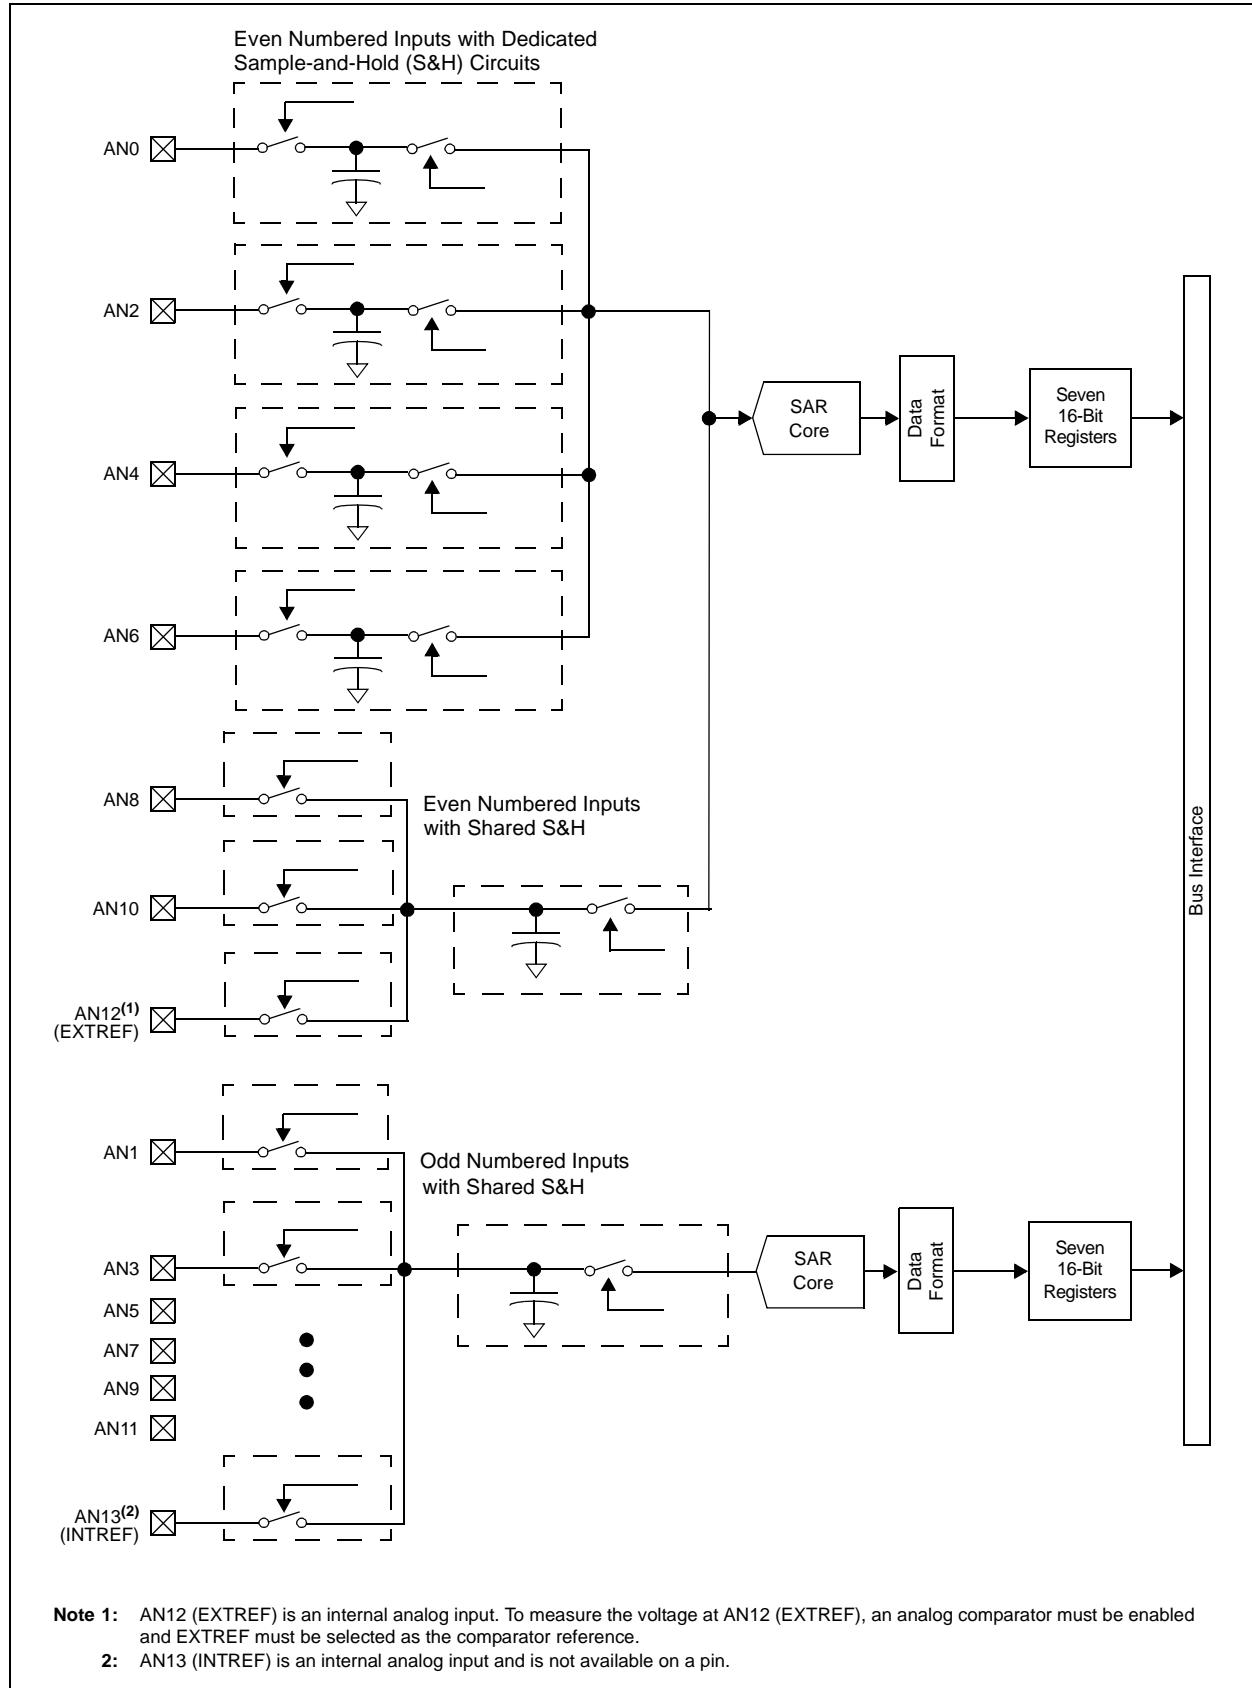 Even Numbered Inputs with Dedicated
Sample-and-Hold (S&H) Circuits
AN0
AN2
AN4
AN6
SAR
Core
Data
Format
Seven
16-Bit
Registers
Bus Interface
AN8
Even Numbered Inputs
with Shared S&H
AN10
AN12(1)
(EXTREF)
AN1
Odd Numbered Inputs
with Shared S&H
AN3
SAR
Core
Data
Format
Seven
16-Bit
Registers
AN5
AN7
AN9
AN11
AN13(2)
(INTREF)
Note 1: AN12 (EXTREF) is an internal analog input. To measure the voltage at AN12 (EXTREF), an analog comparator must be enabled
and EXTREF must be selected as the comparator reference.
2: AN13 (INTREF) is an internal analog input and is not available on a pin.